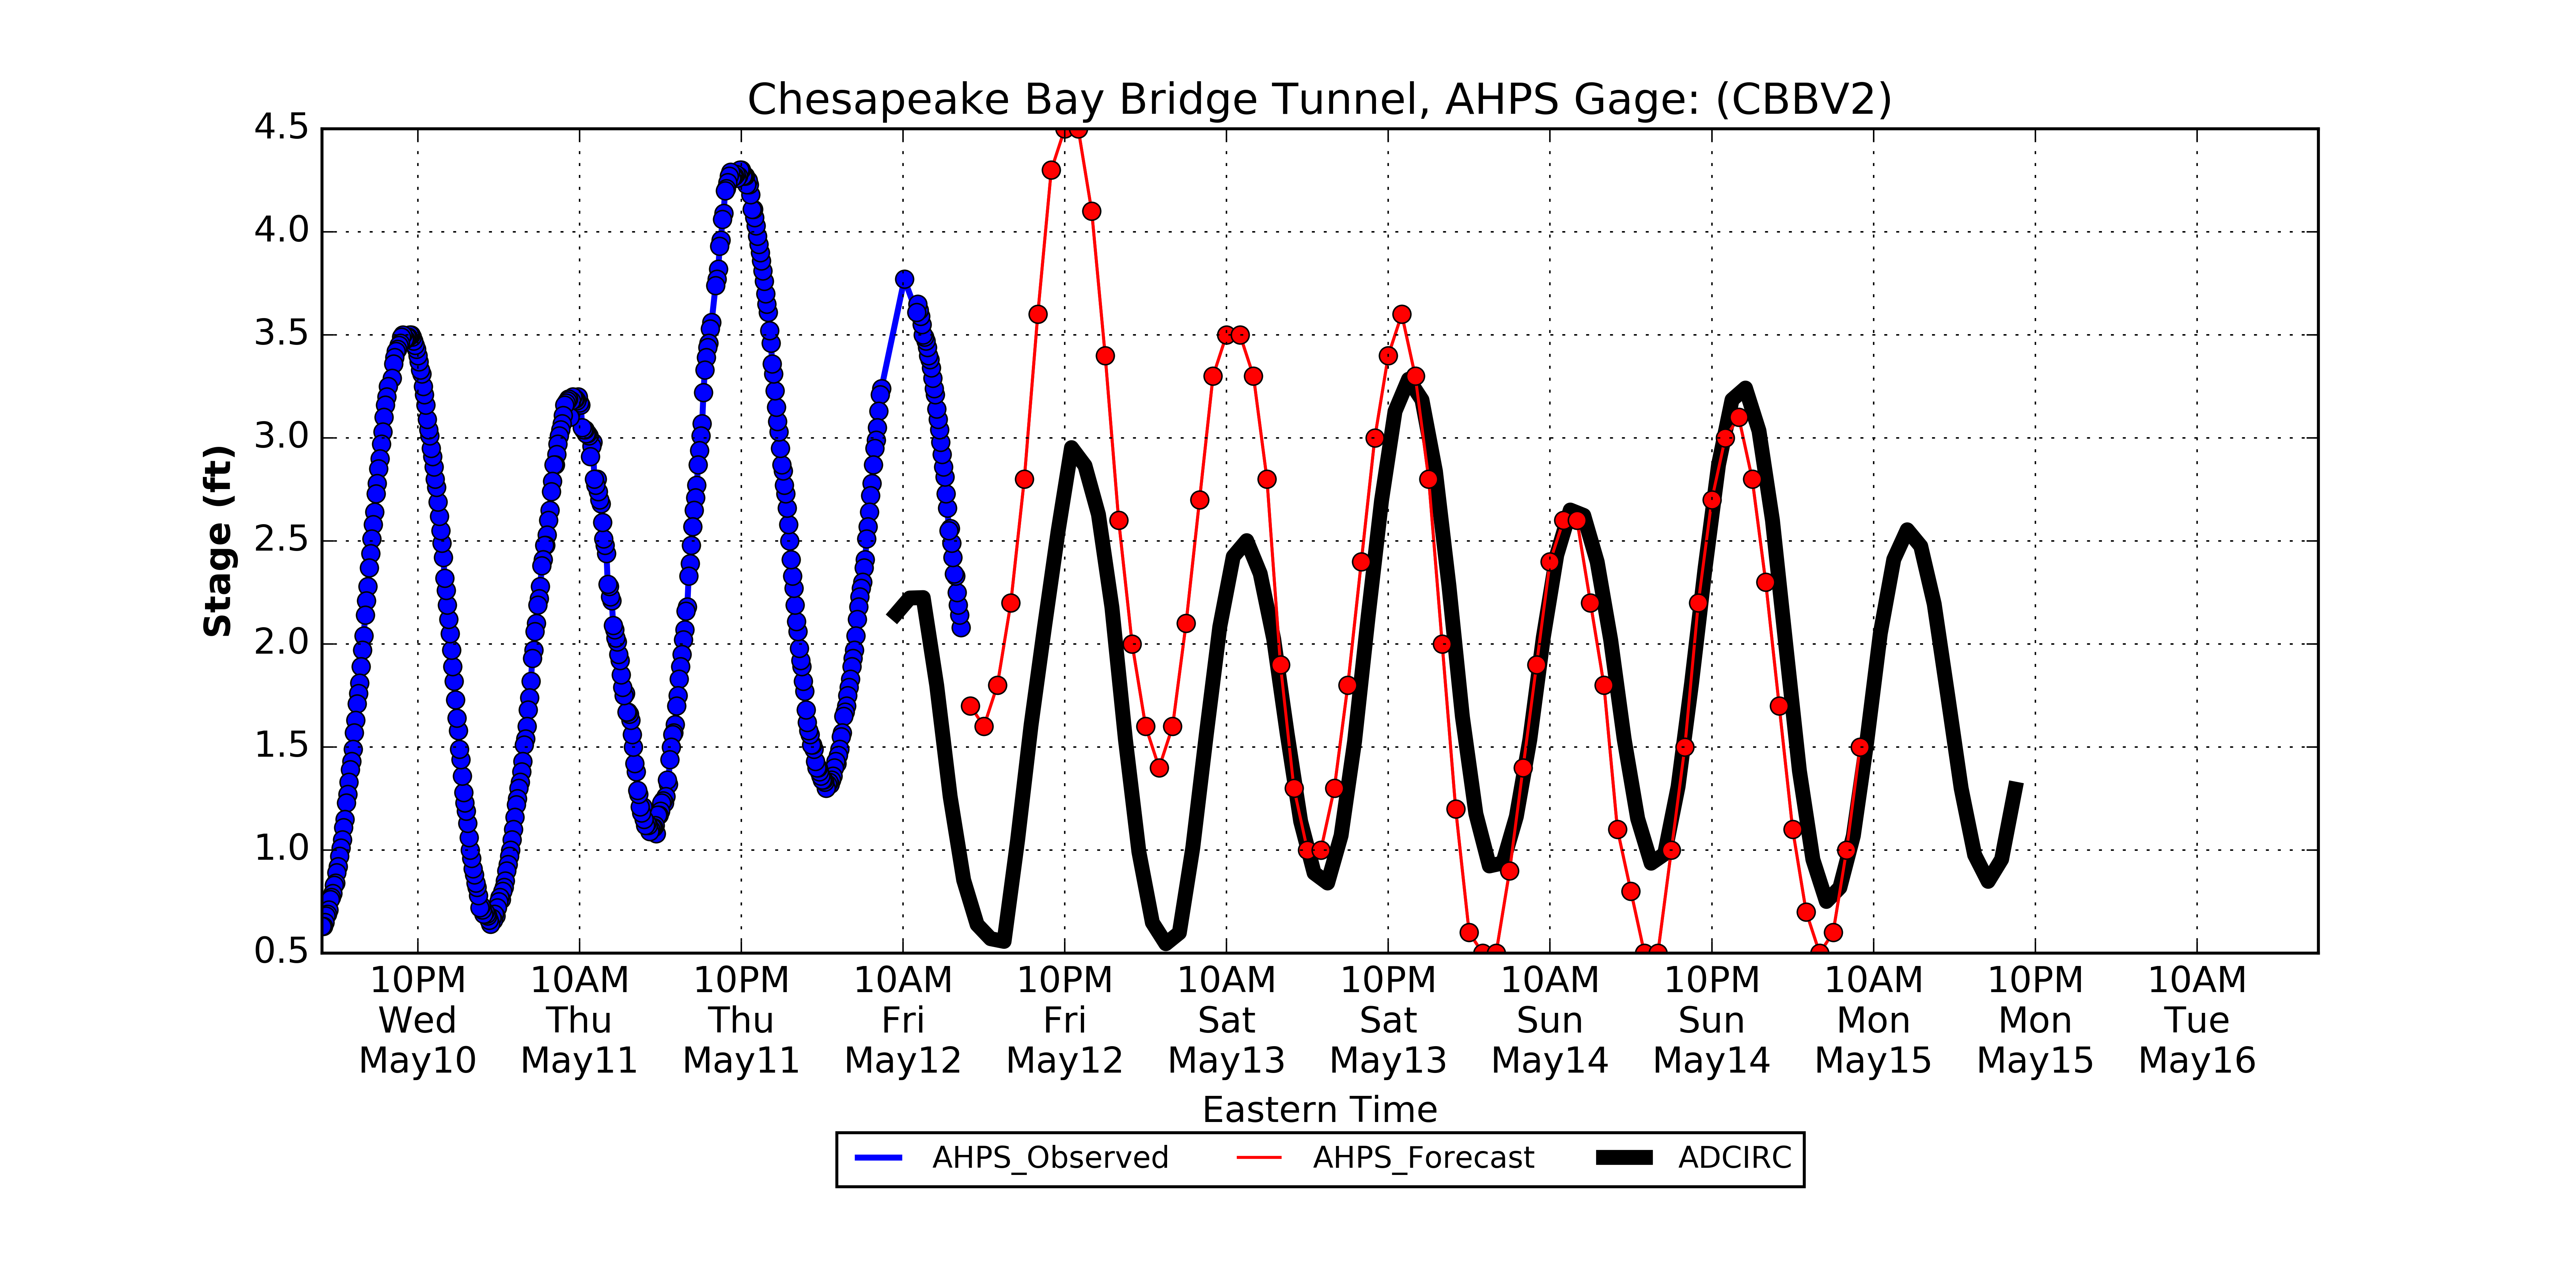 Chesapeake Bay Bridge Tunnel, AHPS Gage: (CBBV2)
4.5
4.0
3.5
3.0
2.5
2.0
1.5
1.0
0.5
Stage (ft)
10PM 10AM 10PM 10AM 10PM 10AM 10PM 10AM 10PM 10AM 10PM 10AM
Wed Thu Thu Fri Fri Sat Sat Sun Sun Mon Mon Tue
May10 May11 May11 May12 May12 May13 May13 May14 May14 May15 May15 May16
Eastern Time
AHPS_Observed AHPS_Forecast ADCIRC